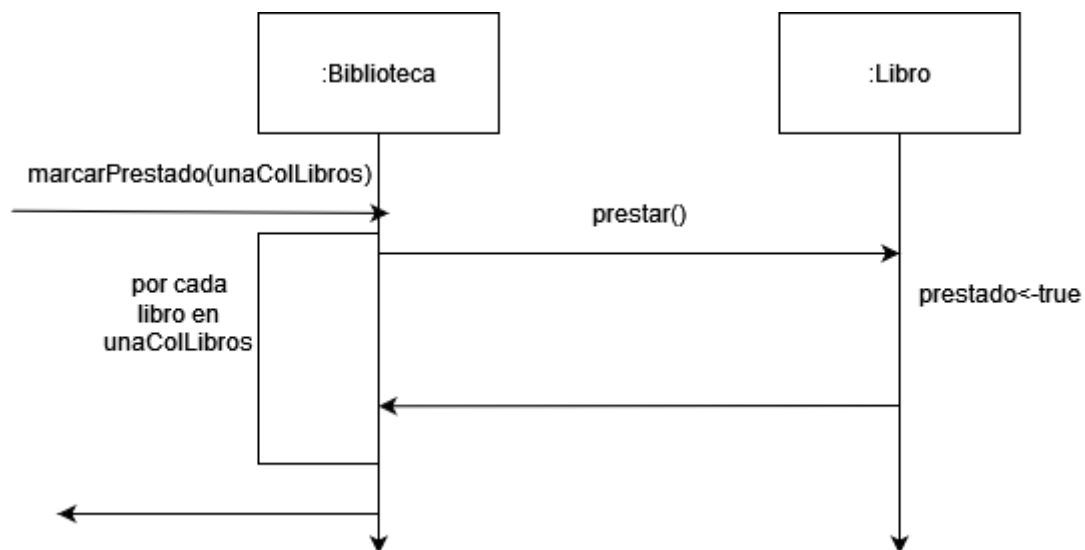 :Biblioteca
:Libro
marcarPrestado(unaColLibros)
prestar()
por cada
libro en
unaColLibros
prestado<-true